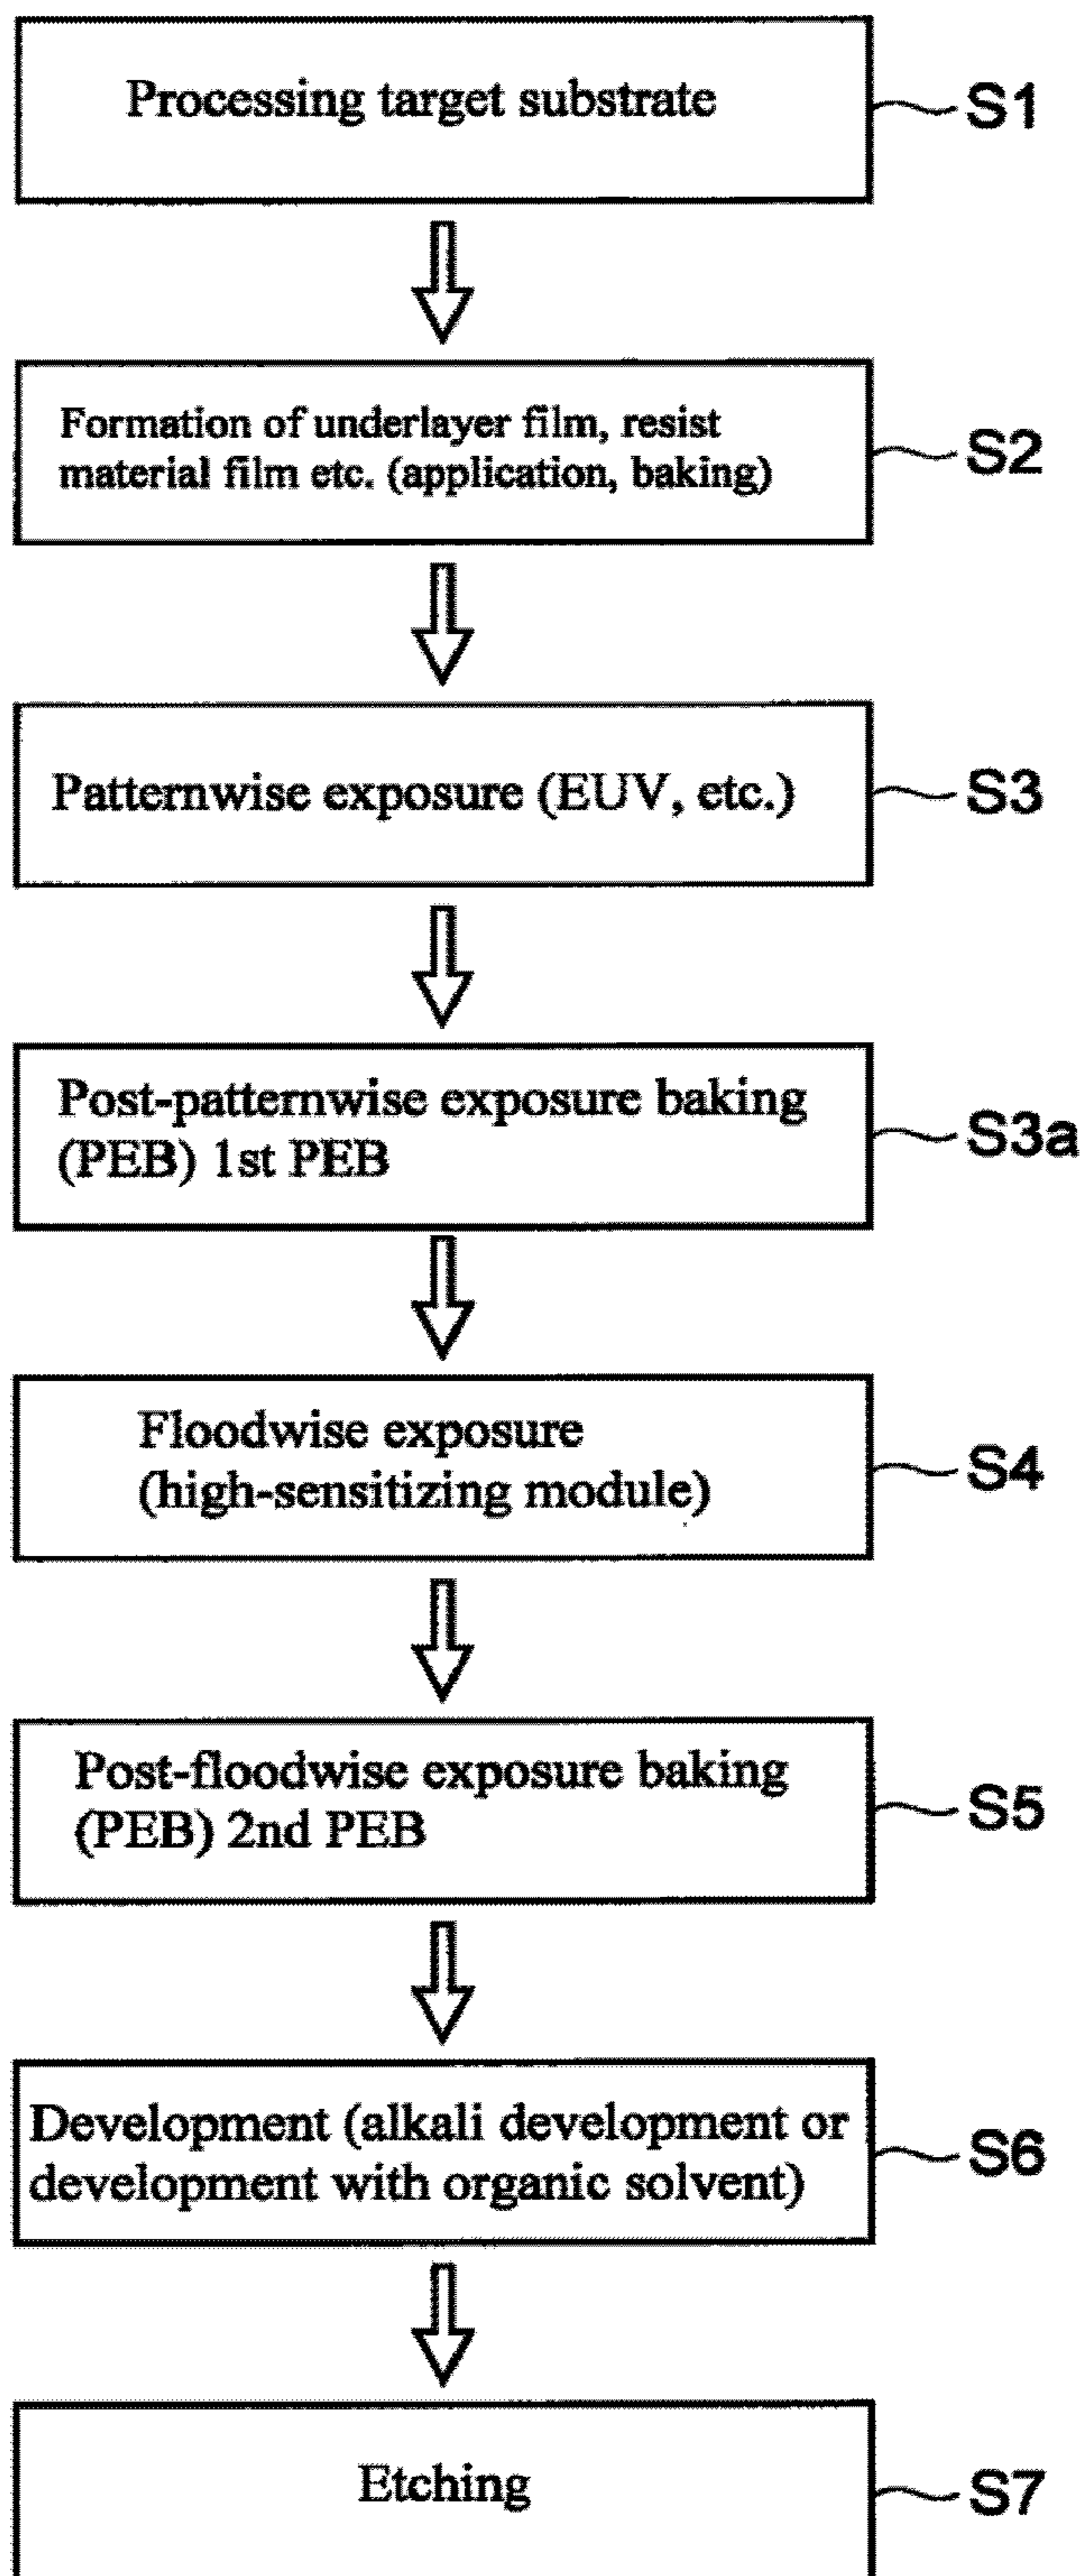 Processing target substrate
S1
Formation of underlayer film, resist
material film etc. (application, baking)
S2
Patternwise exposure (EUV, etc.)
S3
Post-patternwise exposure baking
(PEB) 1st PEB
S3a
Floodwise exposure
(high-sensitizing module)
S4
Post-floodwise exposure baking
(PEB) 2nd PEB
S5
Development (alkali development or
development with organic solvent)
S6
Etching
S7